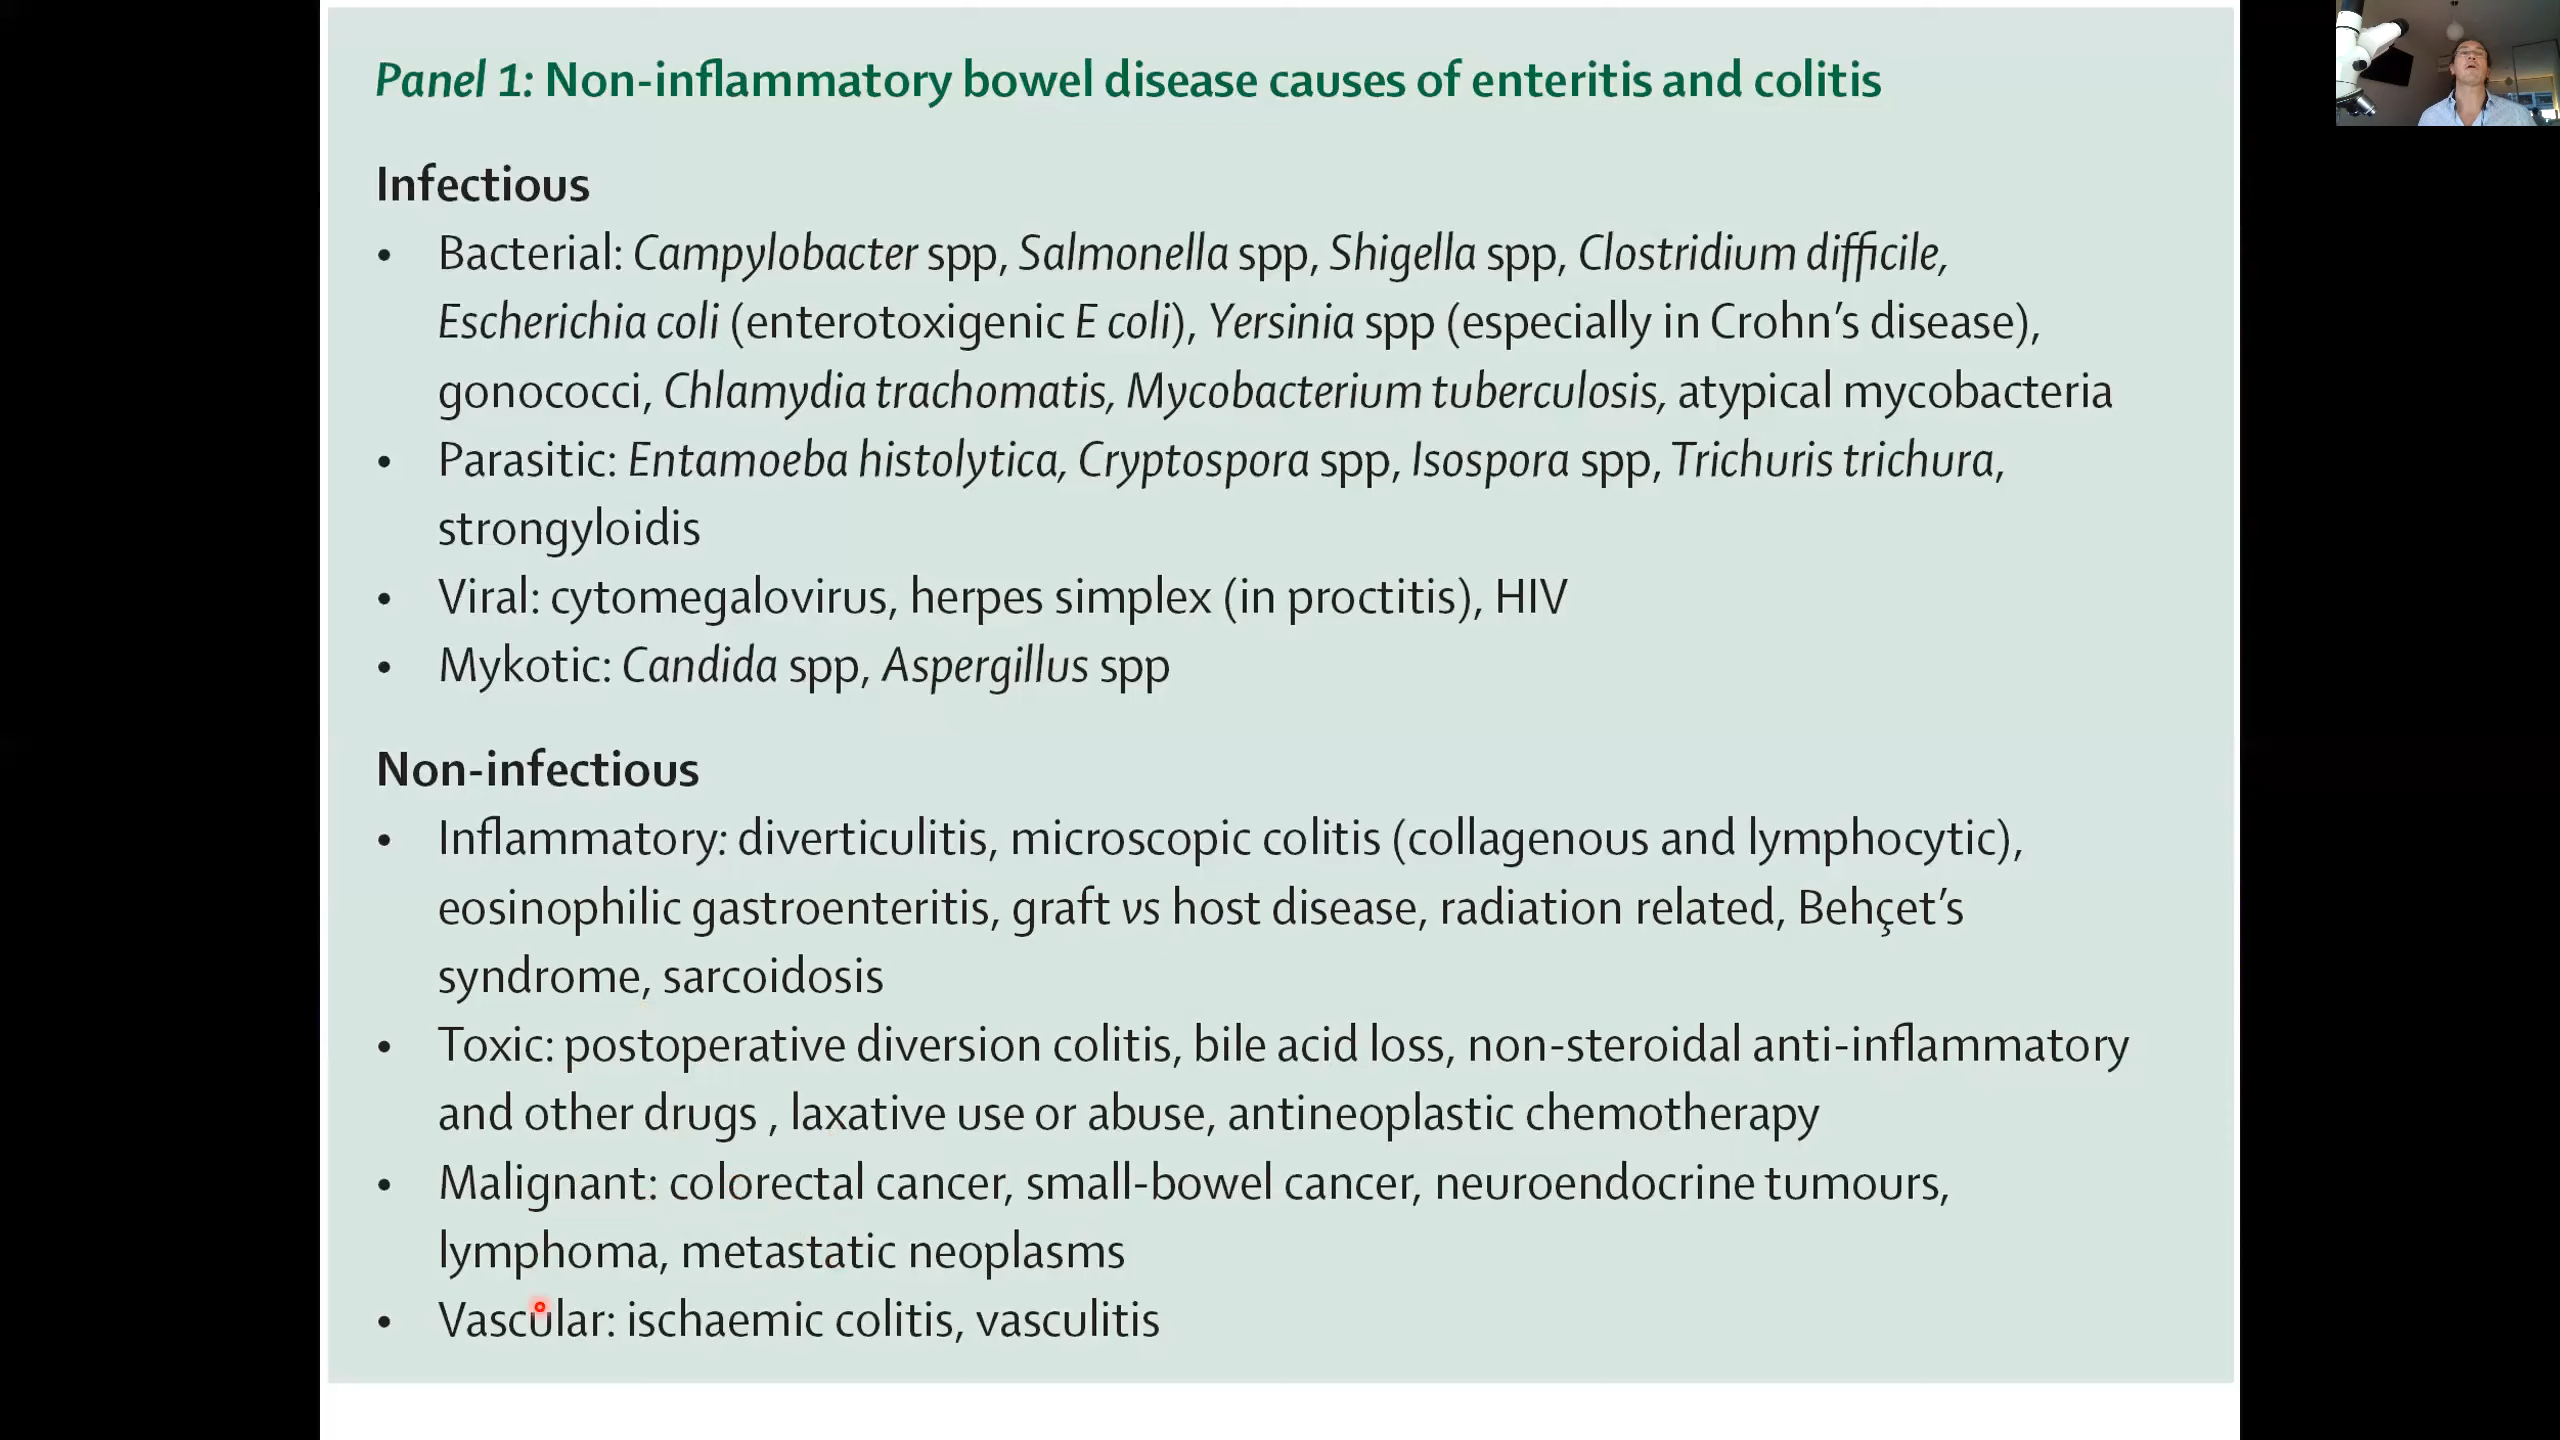 Panel 1: Non-inflammatory bowel disease causes of enteritis and colitis
Infectious
• Bacterial: Campylobacter spp, Salmonella spp, Shigella spp, Clostridium difficile,
Escherichia coli (enterotoxigenic E coli), Yersinia spp (especially in Crohn’s disease),
gonococci, Chlamydia trachomatis, Mycobacterium tuberculosis, atypical mycobacteria
• Parasitic: Entamoeba histolytica, Cryptospora spp, Isospora spp, Trichuris trichura,
strongyloidis
• Viral: cytomegalovirus, herpes simplex (in proctitis), HIV
• Mykotic: Candida spp, Aspergillus spp
Non-infectious
• Inflammatory: diverticulitis, microscopic colitis (collagenous and lymphocytic),
eosinophilic gastroenteritis, graft vs host disease, radiation related, Behçet’s
syndrome, sarcoidosis
• Toxic: postoperative diversion colitis, bile acid loss, non-steroidal anti-inflammatory
and other drugs , laxative use or abuse, antineoplastic chemotherapy
• Malignant: colorectal cancer, small-bowel cancer, neuroendocrine tumours,
lymphoma, metastatic neoplasms
• Vascular: ischaemic colitis, vasculitis